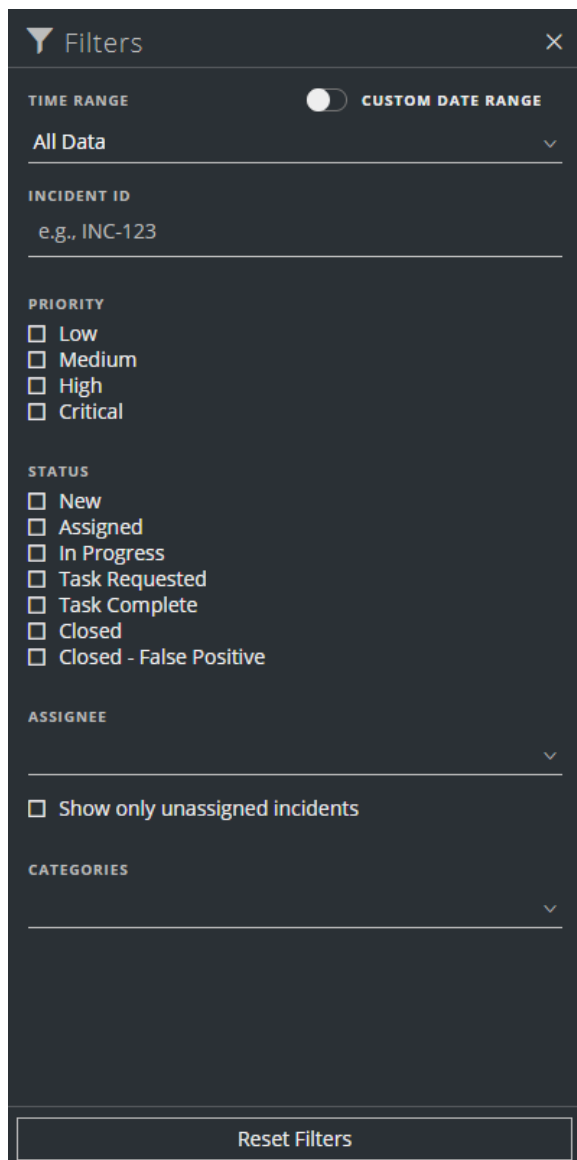 Filters
TIME RANGE CUSTOM DATE RANGE
All Data
INCIDENT ID
e.g., INC-123
PRIORITY
Low
Medium
High
Critical
STATUS
New
Assigned
In Progress
Task Requested
Task Complete
Closed
Closed - False Positive
ASSIGNEE
Show only unassigned incidents
CATEGORIES
Reset Filters